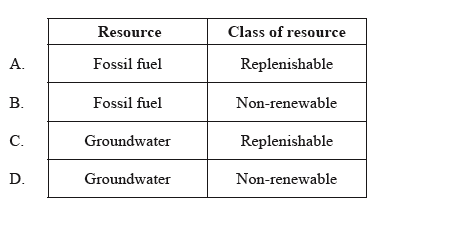 Resource Class of resource
A. Fossil fuel Replenishable
B. Fossil fuel Non-renewable
C. Groundwater Replenishable
D. Groundwater Non-renewable